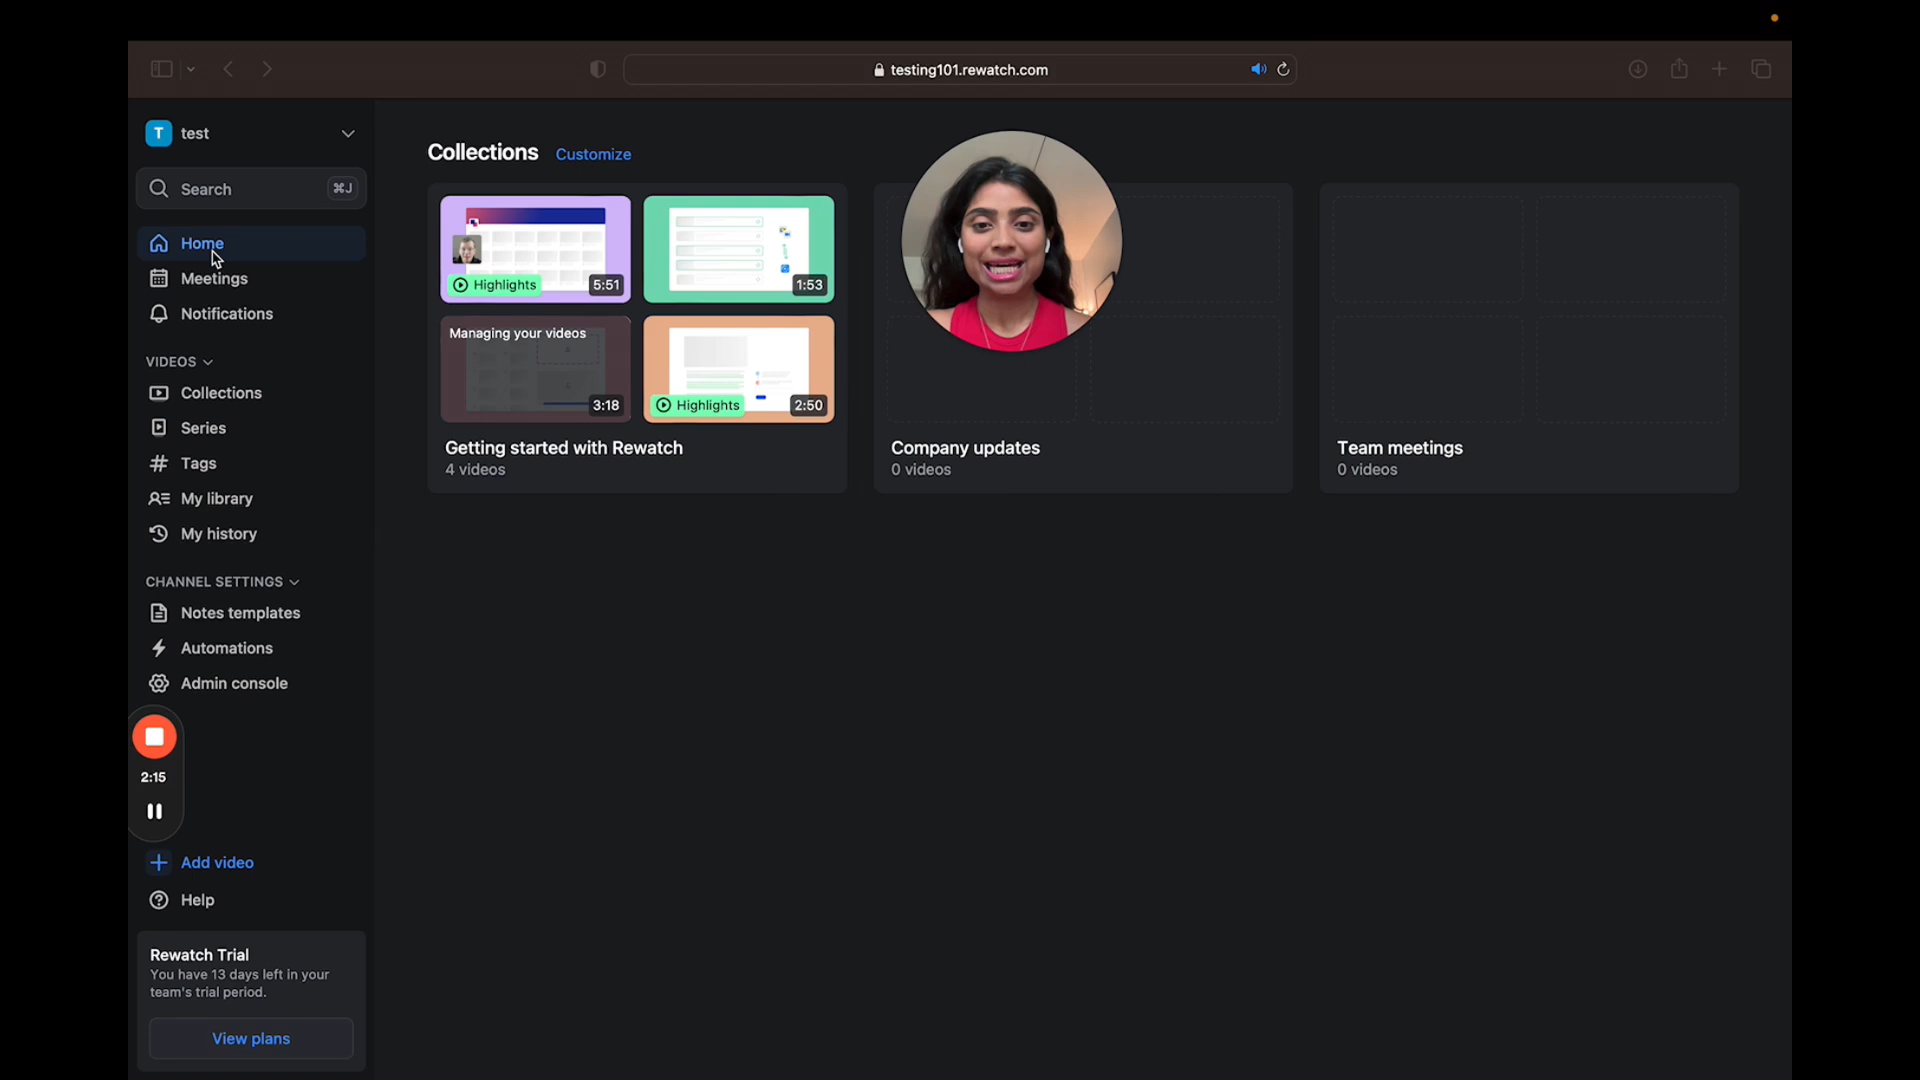 testing101.rewatch.com
T test
Search ⌘J
Home
Meetings
Notifications
VIDEOS
Collections
Series
Tags
My library
My history
CHANNEL SETTINGS
Notes templates
Automations
Admin console
2:15
Add video
Help
Rewatch Trial
You have 13 days left in your
team's trial period.
View plans
Collections Customize
Highlights 5:51
1:53
Managing your videos
3:18
Highlights 2:50
Getting started with Rewatch
4 videos
Company updates
0 videos
Team meetings
0 videos